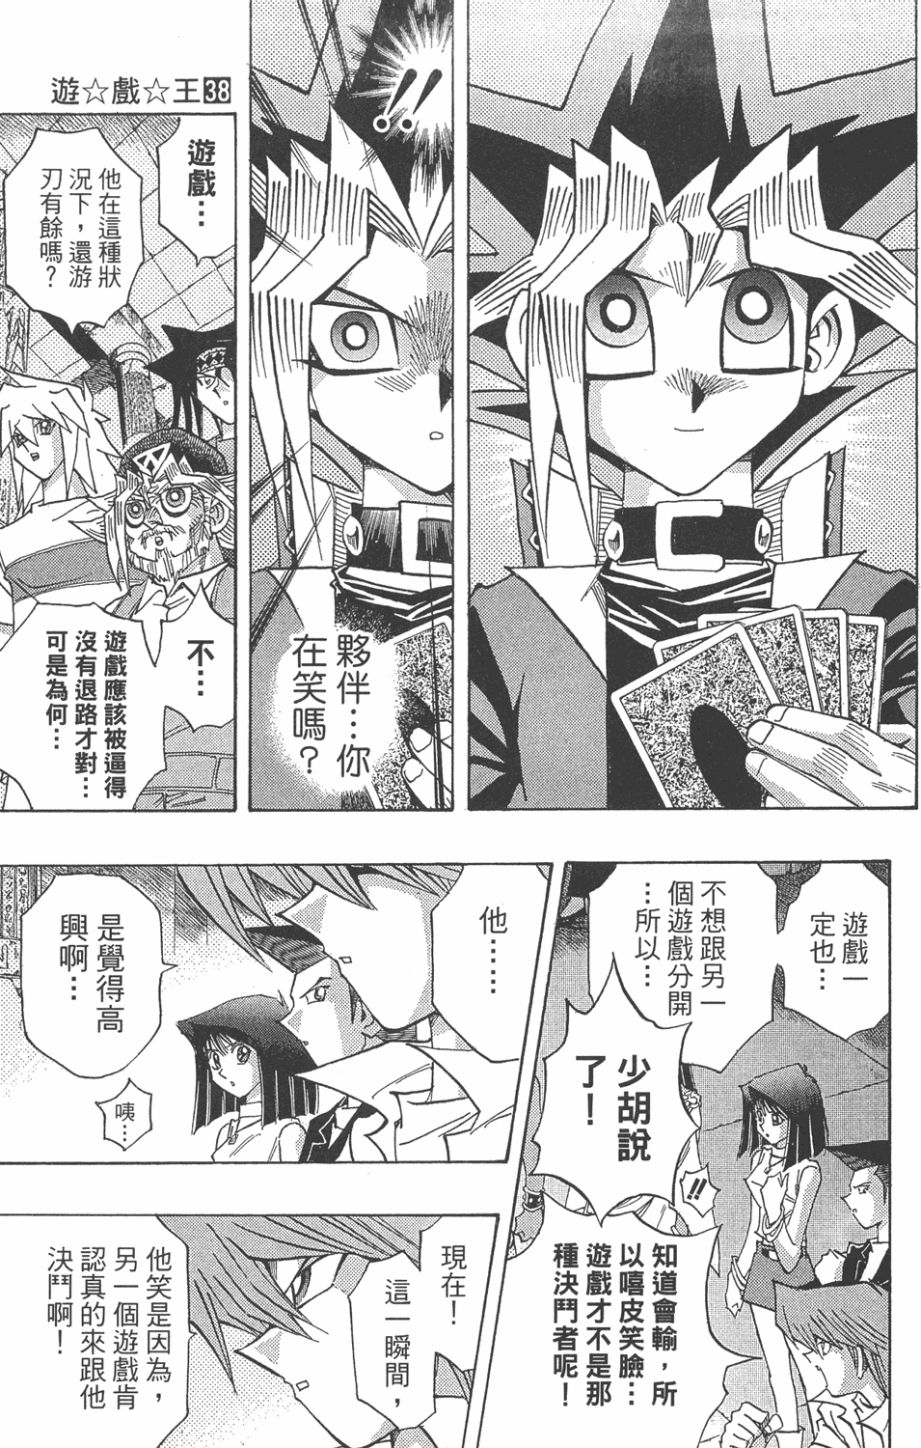 遊☆戲☆王38
!!
夥伴…你
在笑嗎？
遊戲…
他在這種狀
況下，還游
刃有餘嗎？
不…
遊戲應該被逼得
沒有退路才對…
可是為何…
遊戲一
定也…
不想跟另一
個遊戲分開
…所以…
少胡說
了！
!!
知道會輸，所
以嘻皮笑臉…
遊戲才不是那
種決鬥者呢！
他……
是覺得高
興啊…
咦…
現在！
這一瞬間，
他笑是因為，
另一個遊戲肯
認真的來跟他
決鬥啊！